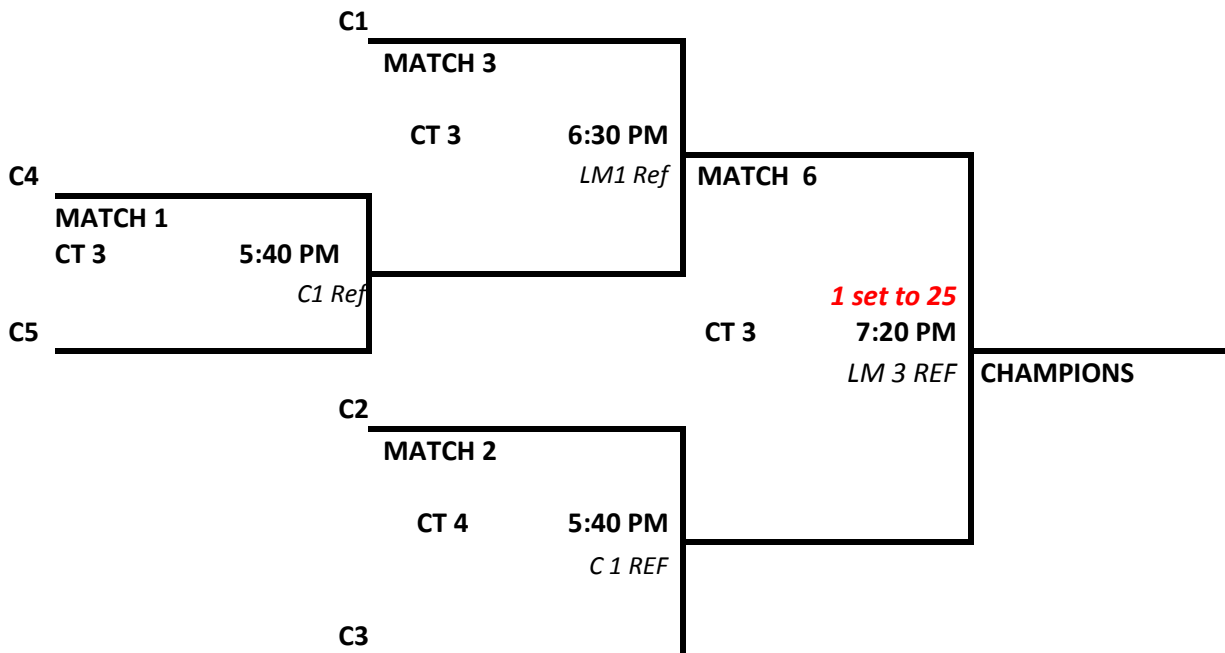 C1
MATCH 3
CT 3 6:30 PM
LM1 Ref
C4
MATCH 1
CT 3 5:40 PM
C1 Ref
C5
MATCH 6
1 set to 25
CT 3 7:20 PM
LM 3 REF
CHAMPIONS
C2
MATCH 2
CT 4 5:40 PM
C 1 REF
C3